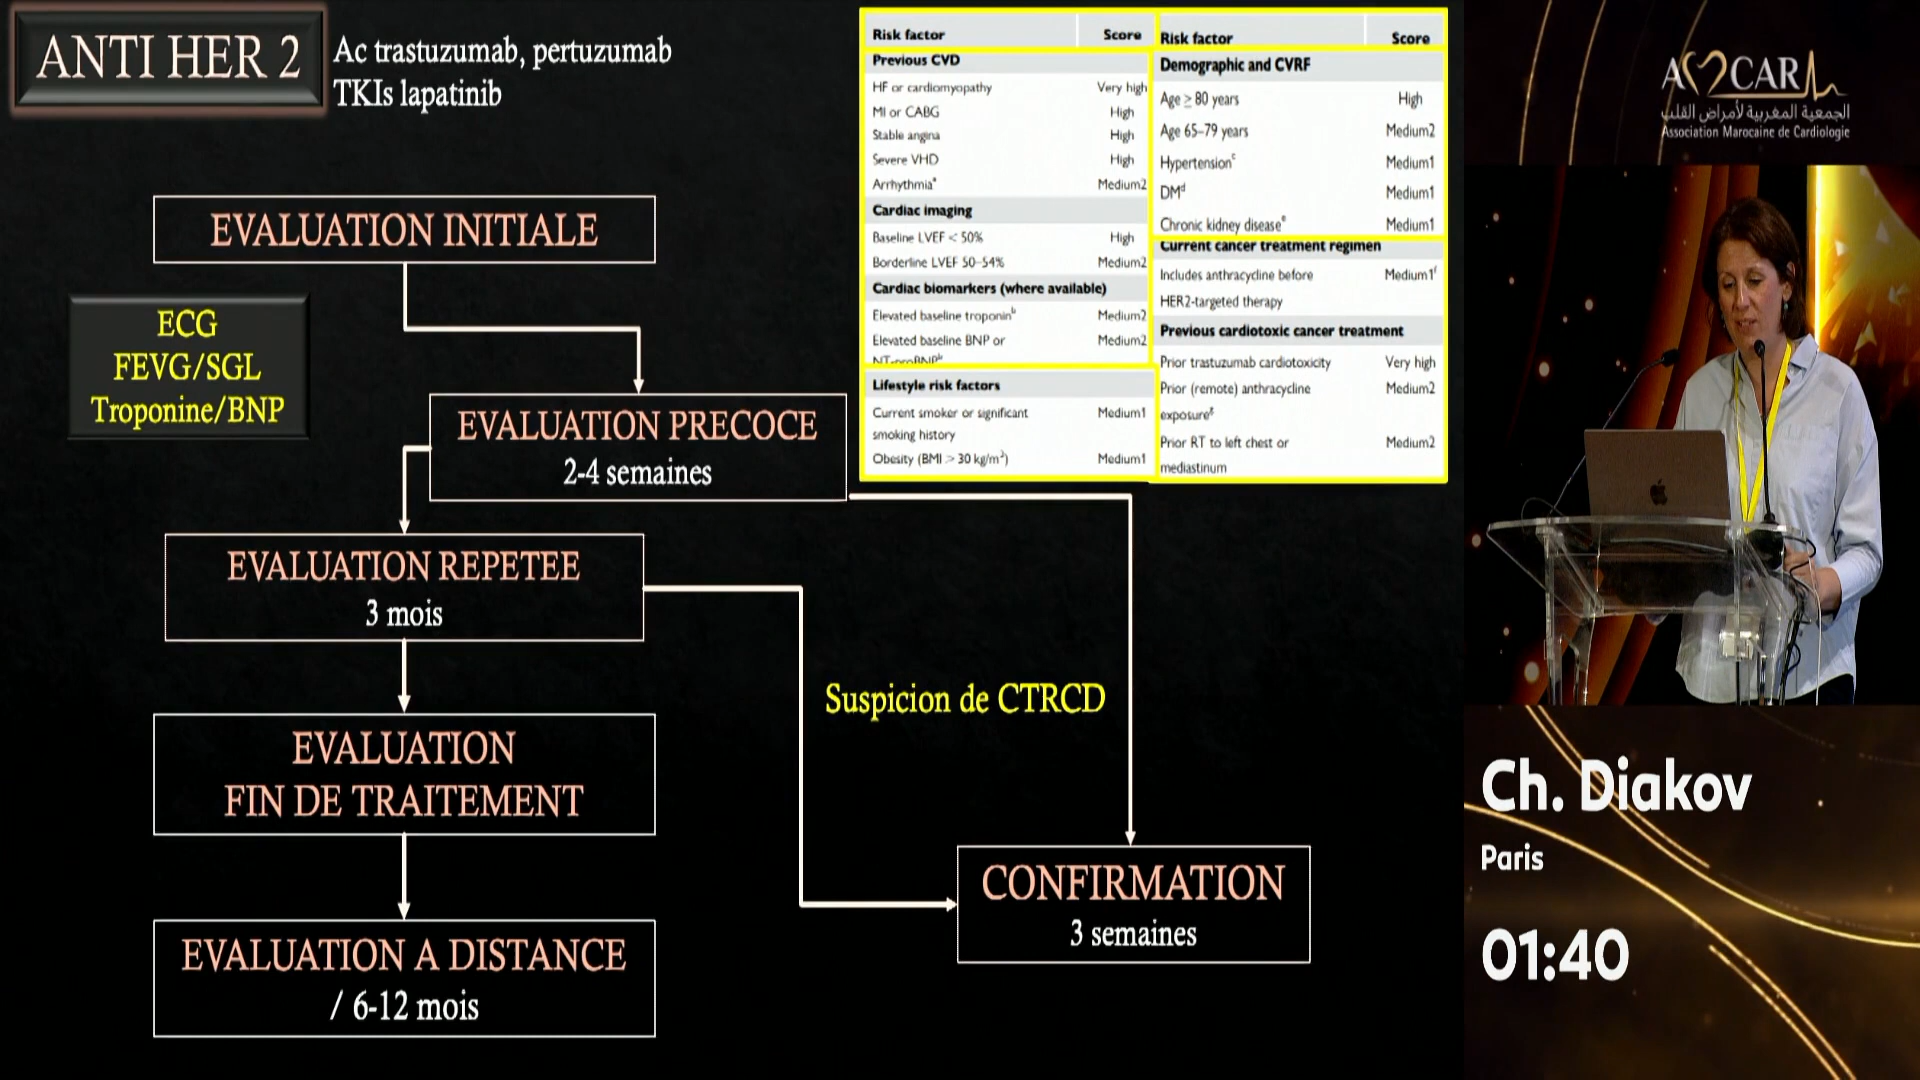 ANTI HER 2
Ac trastuzumab, pertuzumab
TKIs lapatinib
EVALUATION INITIALE
ECG
FEVG/SGL
Troponine/BNP
EVALUATION PRECOCE
2-4 semaines
EVALUATION REPETEE
3 mois
EVALUATION
FIN DE TRAITEMENT
EVALUATION A DISTANCE
/ 6-12 mois
Suspicion de CTRCD
CONFIRMATION
3 semaines
Risk factor Score
Previous CVD
HF or cardiomyopathy Very high
MI or CABG High
Stable angina High
Severe VHD High
Arrhythmiaᵃ Medium2
Cardiac imaging
Baseline LVEF < 50% High
Borderline LVEF 50–54% Medium2
Cardiac biomarkers (where available)
Elevated baseline troponinᵇ Medium2
Elevated baseline BNP or Medium2
NT-proBNPᵇ
Lifestyle risk factors
Current smoker or significant Medium1
smoking history
Obesity (BMI > 30 kg/m²) Medium1
Risk factor Score
Demographic and CVRF
Age ≥ 80 years High
Age 65–79 years Medium2
Hypertensionᶜ Medium1
DMᵈ Medium1
Chronic kidney diseaseᵉ Medium1
Current cancer treatment regimen
Includes anthracycline before Medium1ᶠ
HER2-targeted therapy
Previous cardiotoxic cancer treatment
Prior trastuzumab cardiotoxicity Very high
Prior (remote) anthracycline Medium2
exposureᵍ
Prior RT to left chest or Medium2
mediastinum
AMCAR
الجمعية المغربية لأمراض القلب
Association Marocaine de Cardiologie
Ch. Diakov
Paris
01:40